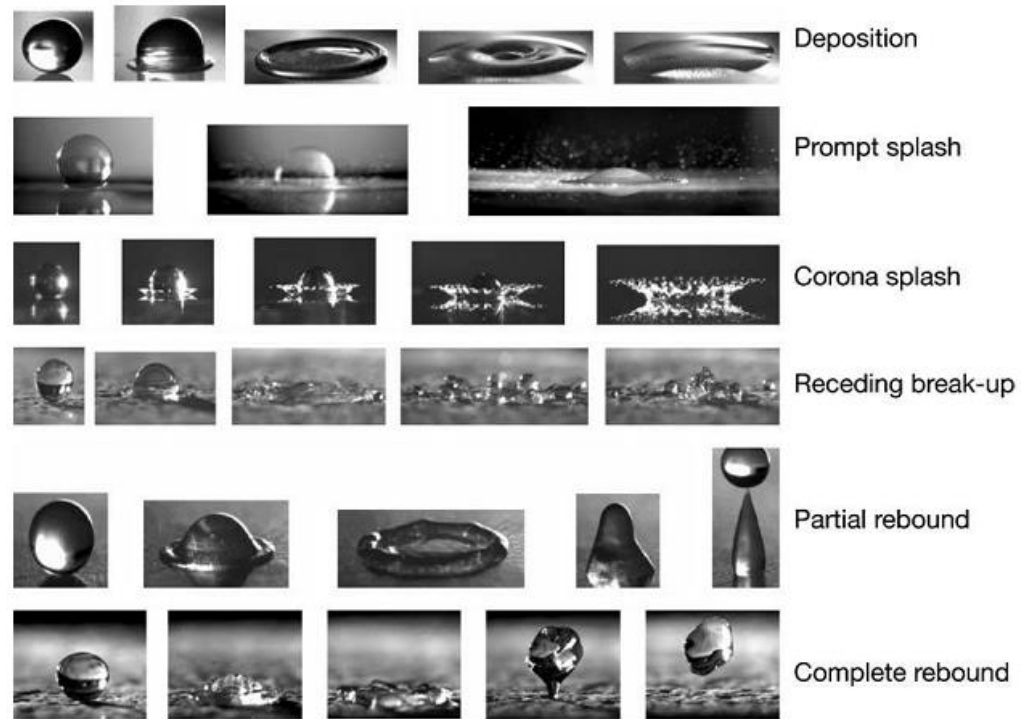 Deposition
Prompt splash
Corona splash
Receding break-up
Partial rebound
Complete rebound